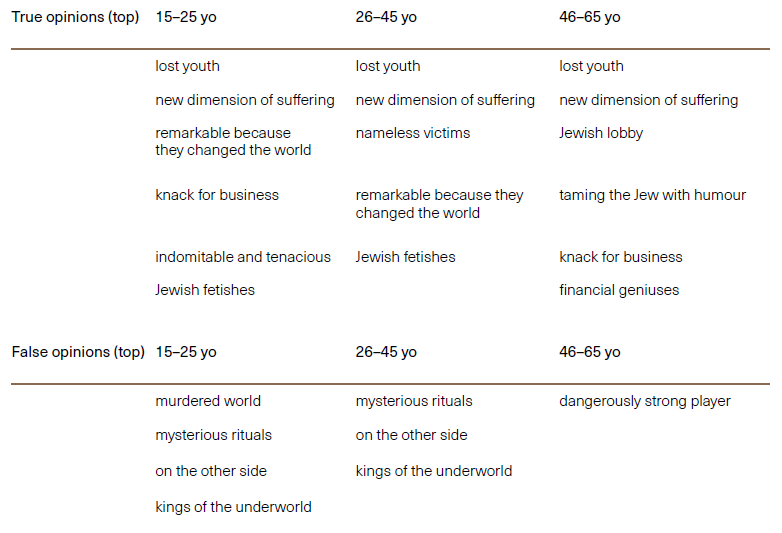 True opinions (top) 15–25 yo 26–45 yo 46–65 yo
lost youth lost youth lost youth
new dimension of suffering new dimension of suffering new dimension of suffering
remarkable because nameless victims Jewish lobby
they changed the world
knack for business remarkable because they taming the Jew with humour
changed the world
indomitable and tenacious Jewish fetishes knack for business
Jewish fetishes financial geniuses
False opinions (top) 15–25 yo 26–45 yo 46–65 yo
murdered world mysterious rituals dangerously strong player
mysterious rituals on the other side
on the other side kings of the underworld
kings of the underworld